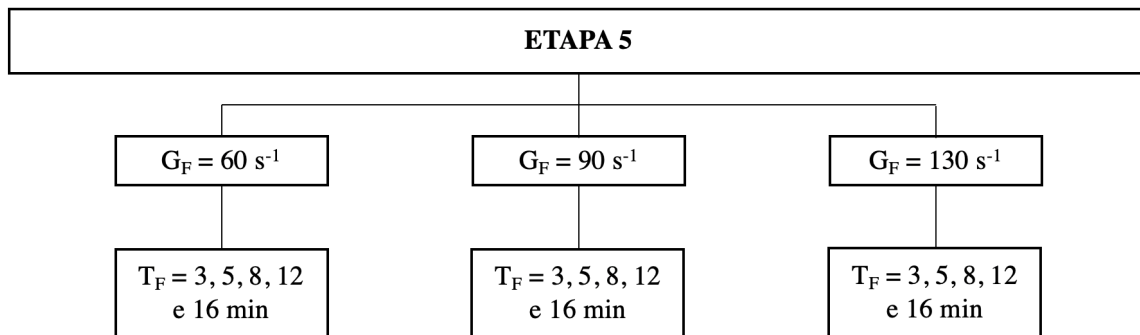 ETAPA 5
G_F = 60 s⁻¹
G_F = 90 s⁻¹
G_F = 130 s⁻¹
T_F = 3, 5, 8, 12
e 16 min
T_F = 3, 5, 8, 12
e 16 min
T_F = 3, 5, 8, 12
e 16 min